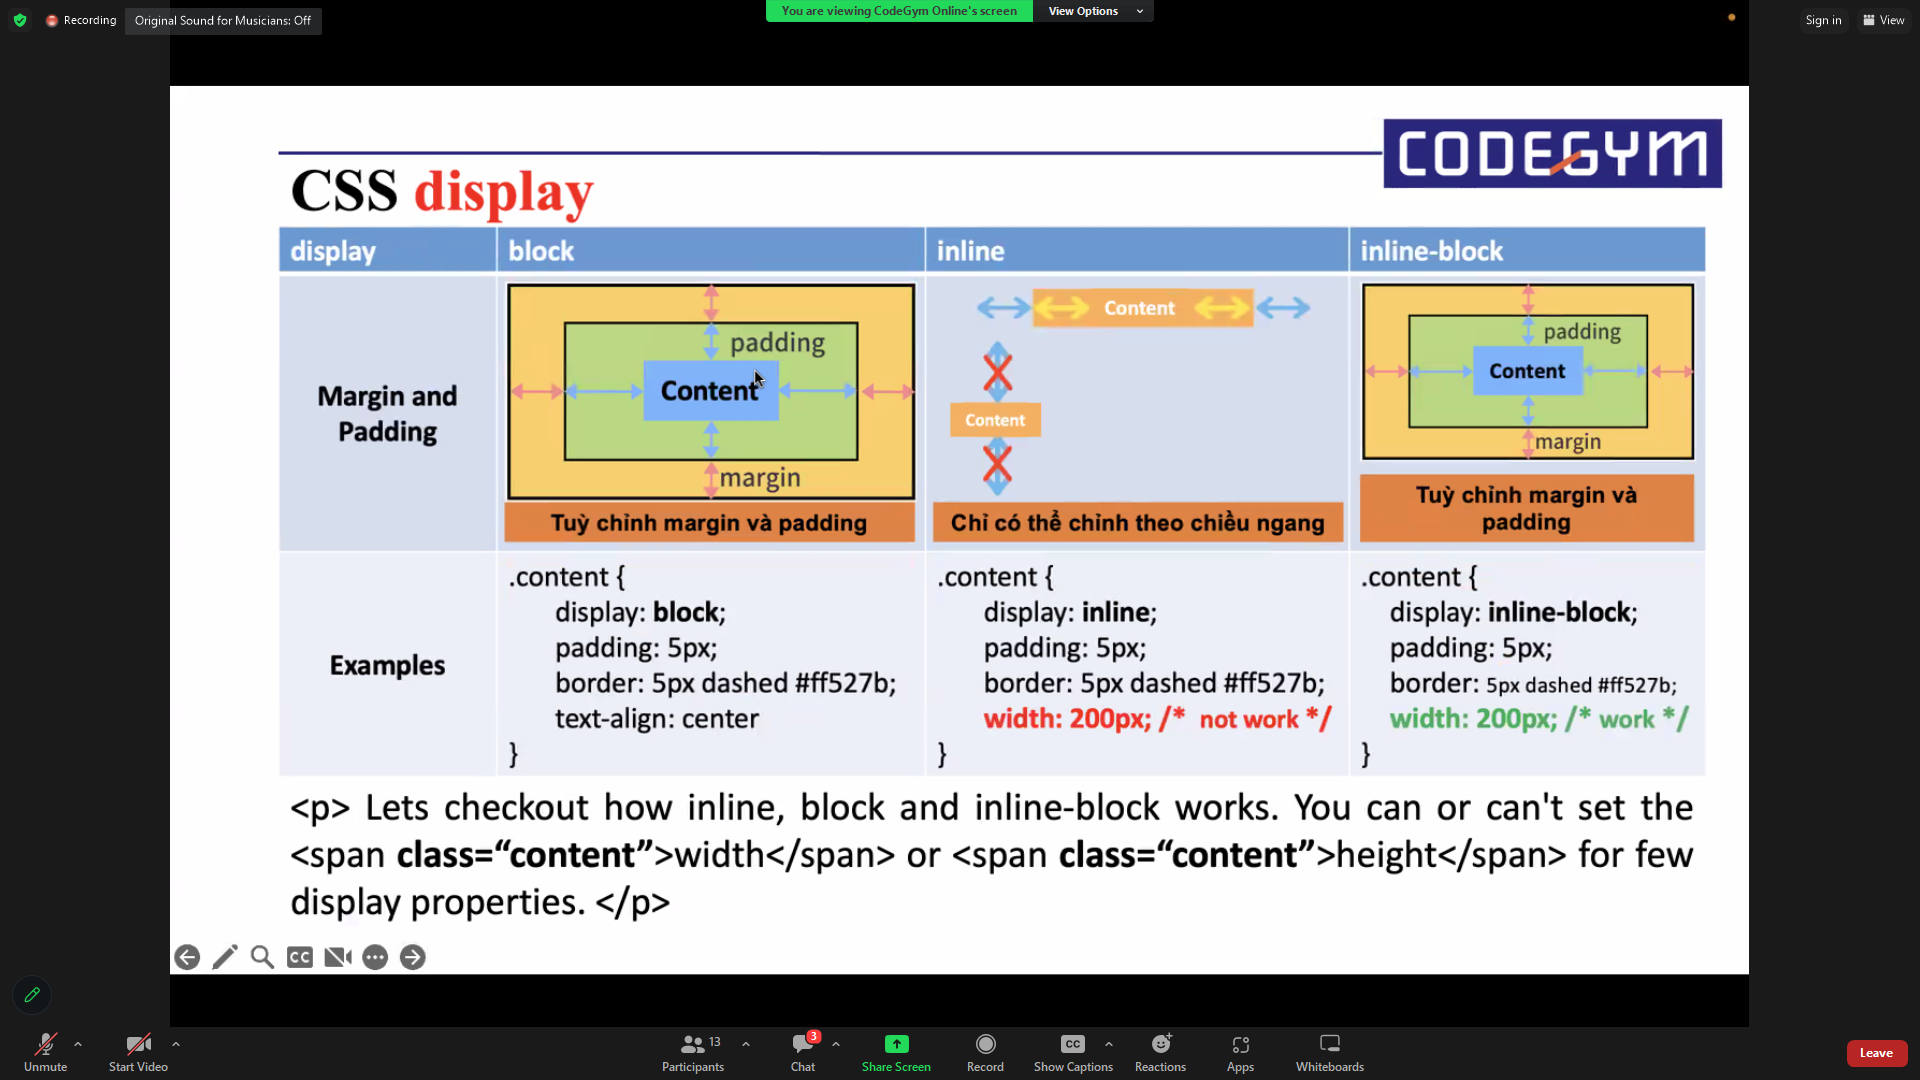 Recording
Original Sound for Musicians: Off
You are viewing CodeGym Online's screen
View Options
Sign in
View
CODEGYM
CSS display
display
block
inline
inline-block
Margin and
Padding
padding
Content
margin
Tuỳ chỉnh margin và padding
Content
Content
Chỉ có thể chỉnh theo chiều ngang
padding
Content
margin
Tuỳ chỉnh margin và
padding
Examples
.content {
display: block;
padding: 5px;
border: 5px dashed #ff527b;
text-align: center
}
.content {
display: inline;
padding: 5px;
border: 5px dashed #ff527b;
width: 200px; /* not work */
}
.content {
display: inline-block;
padding: 5px;
border: 5px dashed #ff527b;
width: 200px; /* work */
}
<p> Lets checkout how inline, block and inline-block works. You can or can't set the
<span class=“content”>width</span> or <span class=“content”>height</span> for few
display properties. </p>
CC
Unmute
Start Video
13
Participants
3
Chat
Share Screen
Record
CC
Show Captions
Reactions
Apps
Whiteboards
Leave